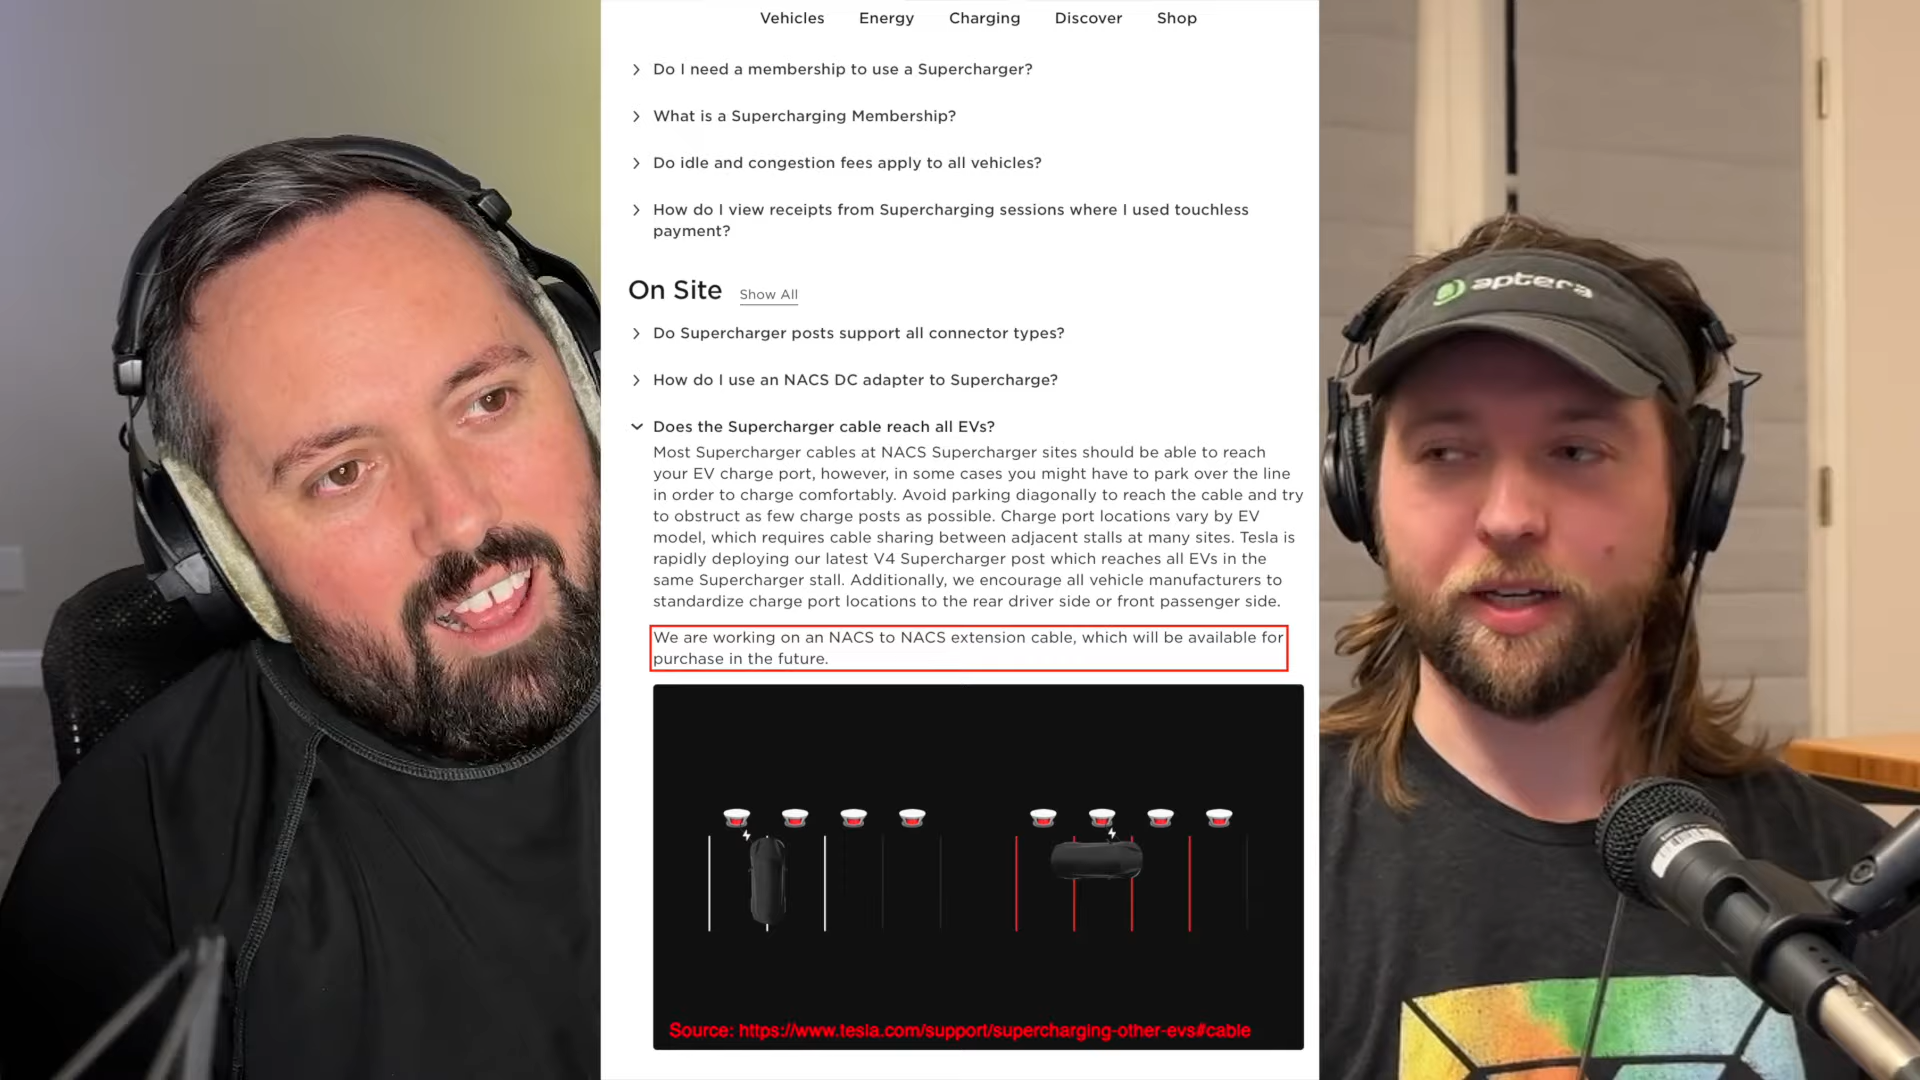 Vehicles Energy Charging Discover Shop
Do I need a membership to use a Supercharger?
What is a Supercharging Membership?
Do idle and congestion fees apply to all vehicles?
How do I view receipts from Supercharging sessions where I used touchless
payment?
On Site Show All
Do Supercharger posts support all connector types?
How do I use an NACS DC adapter to Supercharge?
Does the Supercharger cable reach all EVs?
Most Supercharger cables at NACS Supercharger sites should be able to reach
your EV charge port, however, in some cases you might have to park over the line
in order to charge comfortably. Avoid parking diagonally to reach the cable and try
to obstruct as few charge posts as possible. Charge port locations vary by EV
model, which requires cable sharing between adjacent stalls at many sites. Tesla is
rapidly deploying our latest V4 Supercharger post which reaches all EVs in the
same Supercharger stall. Additionally, we encourage all vehicle manufacturers to
standardize charge port locations to the rear driver side or front passenger side.
We are working on an NACS to NACS extension cable, which will be available for
purchase in the future.
Source: https://www.tesla.com/support/supercharging-other-evs#cable
aptera